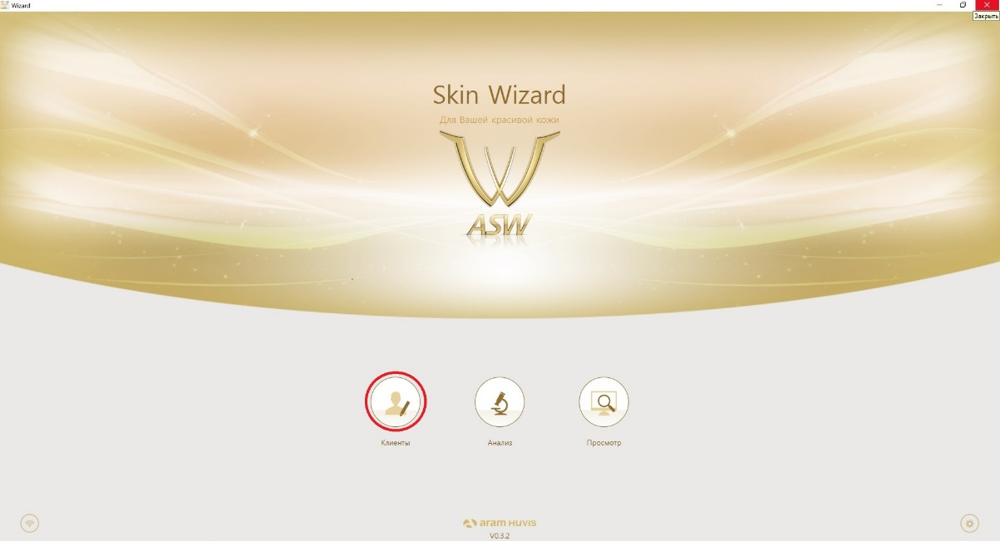 Wizard
Закрыть
Skin Wizard
Для Вашей красивой кожи
ASW
Клиенты
Анализ
Просмотр
aram HUVIS
V0.3.2